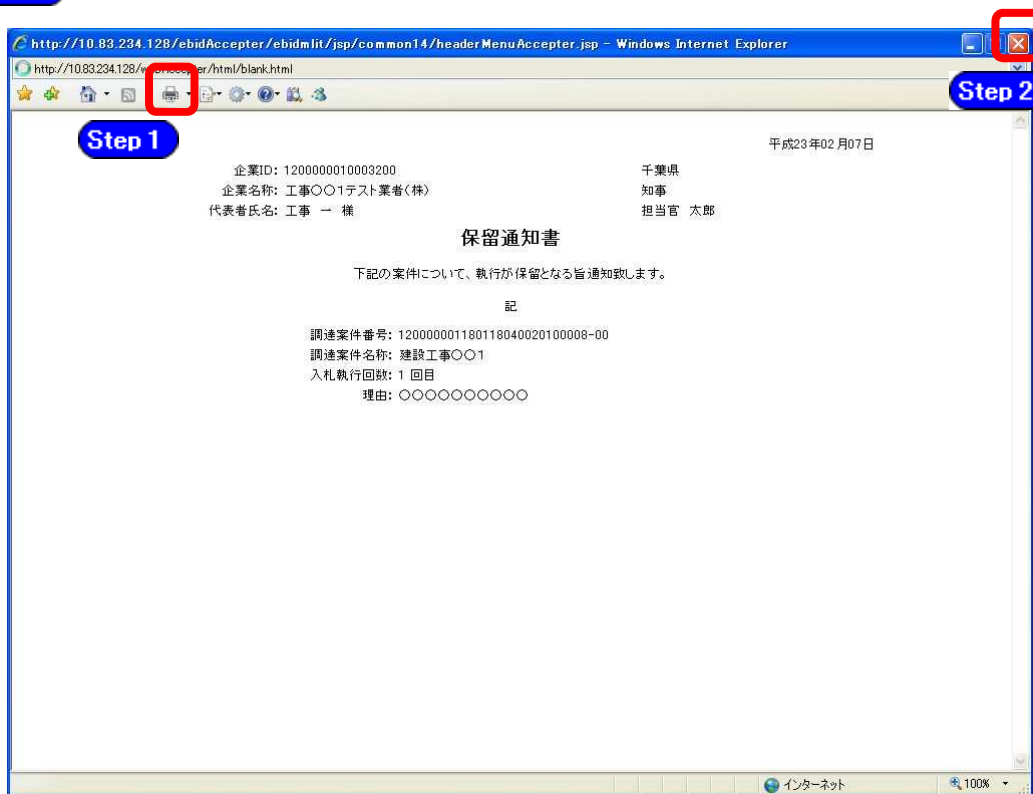 http://10.83.234.128/ebidAccepter/ebidmlit/jsp/common14/headerMenuAccepter.jsp - Windows Internet Explorer
http://10.83.234.128/ er/html/blank.html
Step 2
Step 1
平成23年02月07日
企業ID: 1200000010003200 千葉県
企業名称: 工事〇〇1テスト業者(株) 知事
代表者氏名: 工事 一 様 担当官 太郎
保留通知書
下記の案件について、執行が保留となる旨通知致します。
記
調達案件番号: 120000001180118040020100008-00
調達案件名称: 建設工事〇〇1
入札執行回数: 1 回目
理由: 〇〇〇〇〇〇〇〇〇〇
インターネット 100%